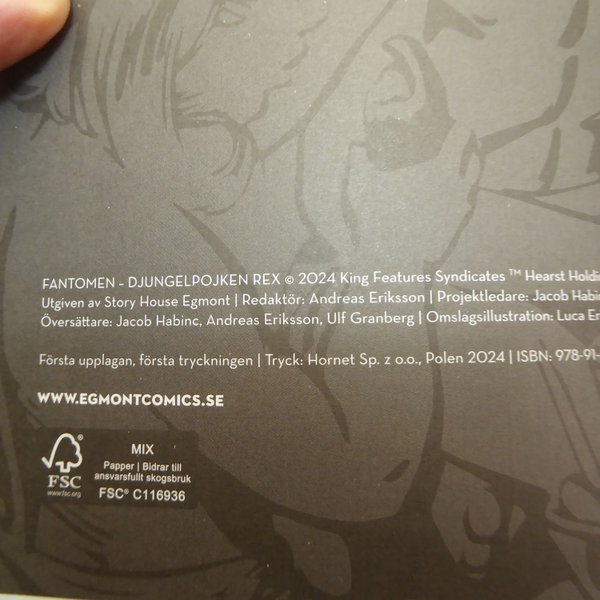 FANTOMEN - DJUNGELPOJKEN REX © 2024 King Features Syndicates ™ Hearst
Utgiven av Story House Egmont | Redaktör: Andreas Eriksson | Projektledare: Jacob
Översättare: Jacob Habinc, Andreas Eriksson, Ulf Granberg | Omslagsillustration: Luca
Första upplagan, första tryckningen | Tryck: Hornet Sp. z o.o., Polen 2024 | ISBN: 978-91-
WWW.EGMONTCOMICS.SE
FSC®
www.fsc.org
MIX
Papper | Bidrar till
ansvarsfullt skogsbruk
FSC® C116936